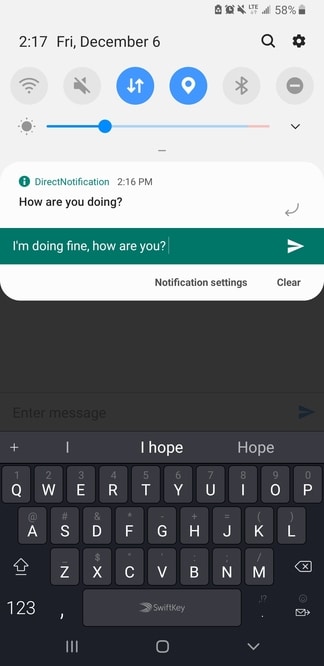 LTE 58%
2:17 Fri, December 6
DirectNotification 2:16 PM
How are you doing?
I'm doing fine, how are you?
Notification settings Clear
Enter message
+ I I hope Hope
1 2 3 4 5 6 7 8 9 0
Q W E R T Y U I O P
@ # & * - + = ( )
A S D F G H J K L
$ " ' : ; /
Z X C V B N M
123 , SwiftKey .
,!?